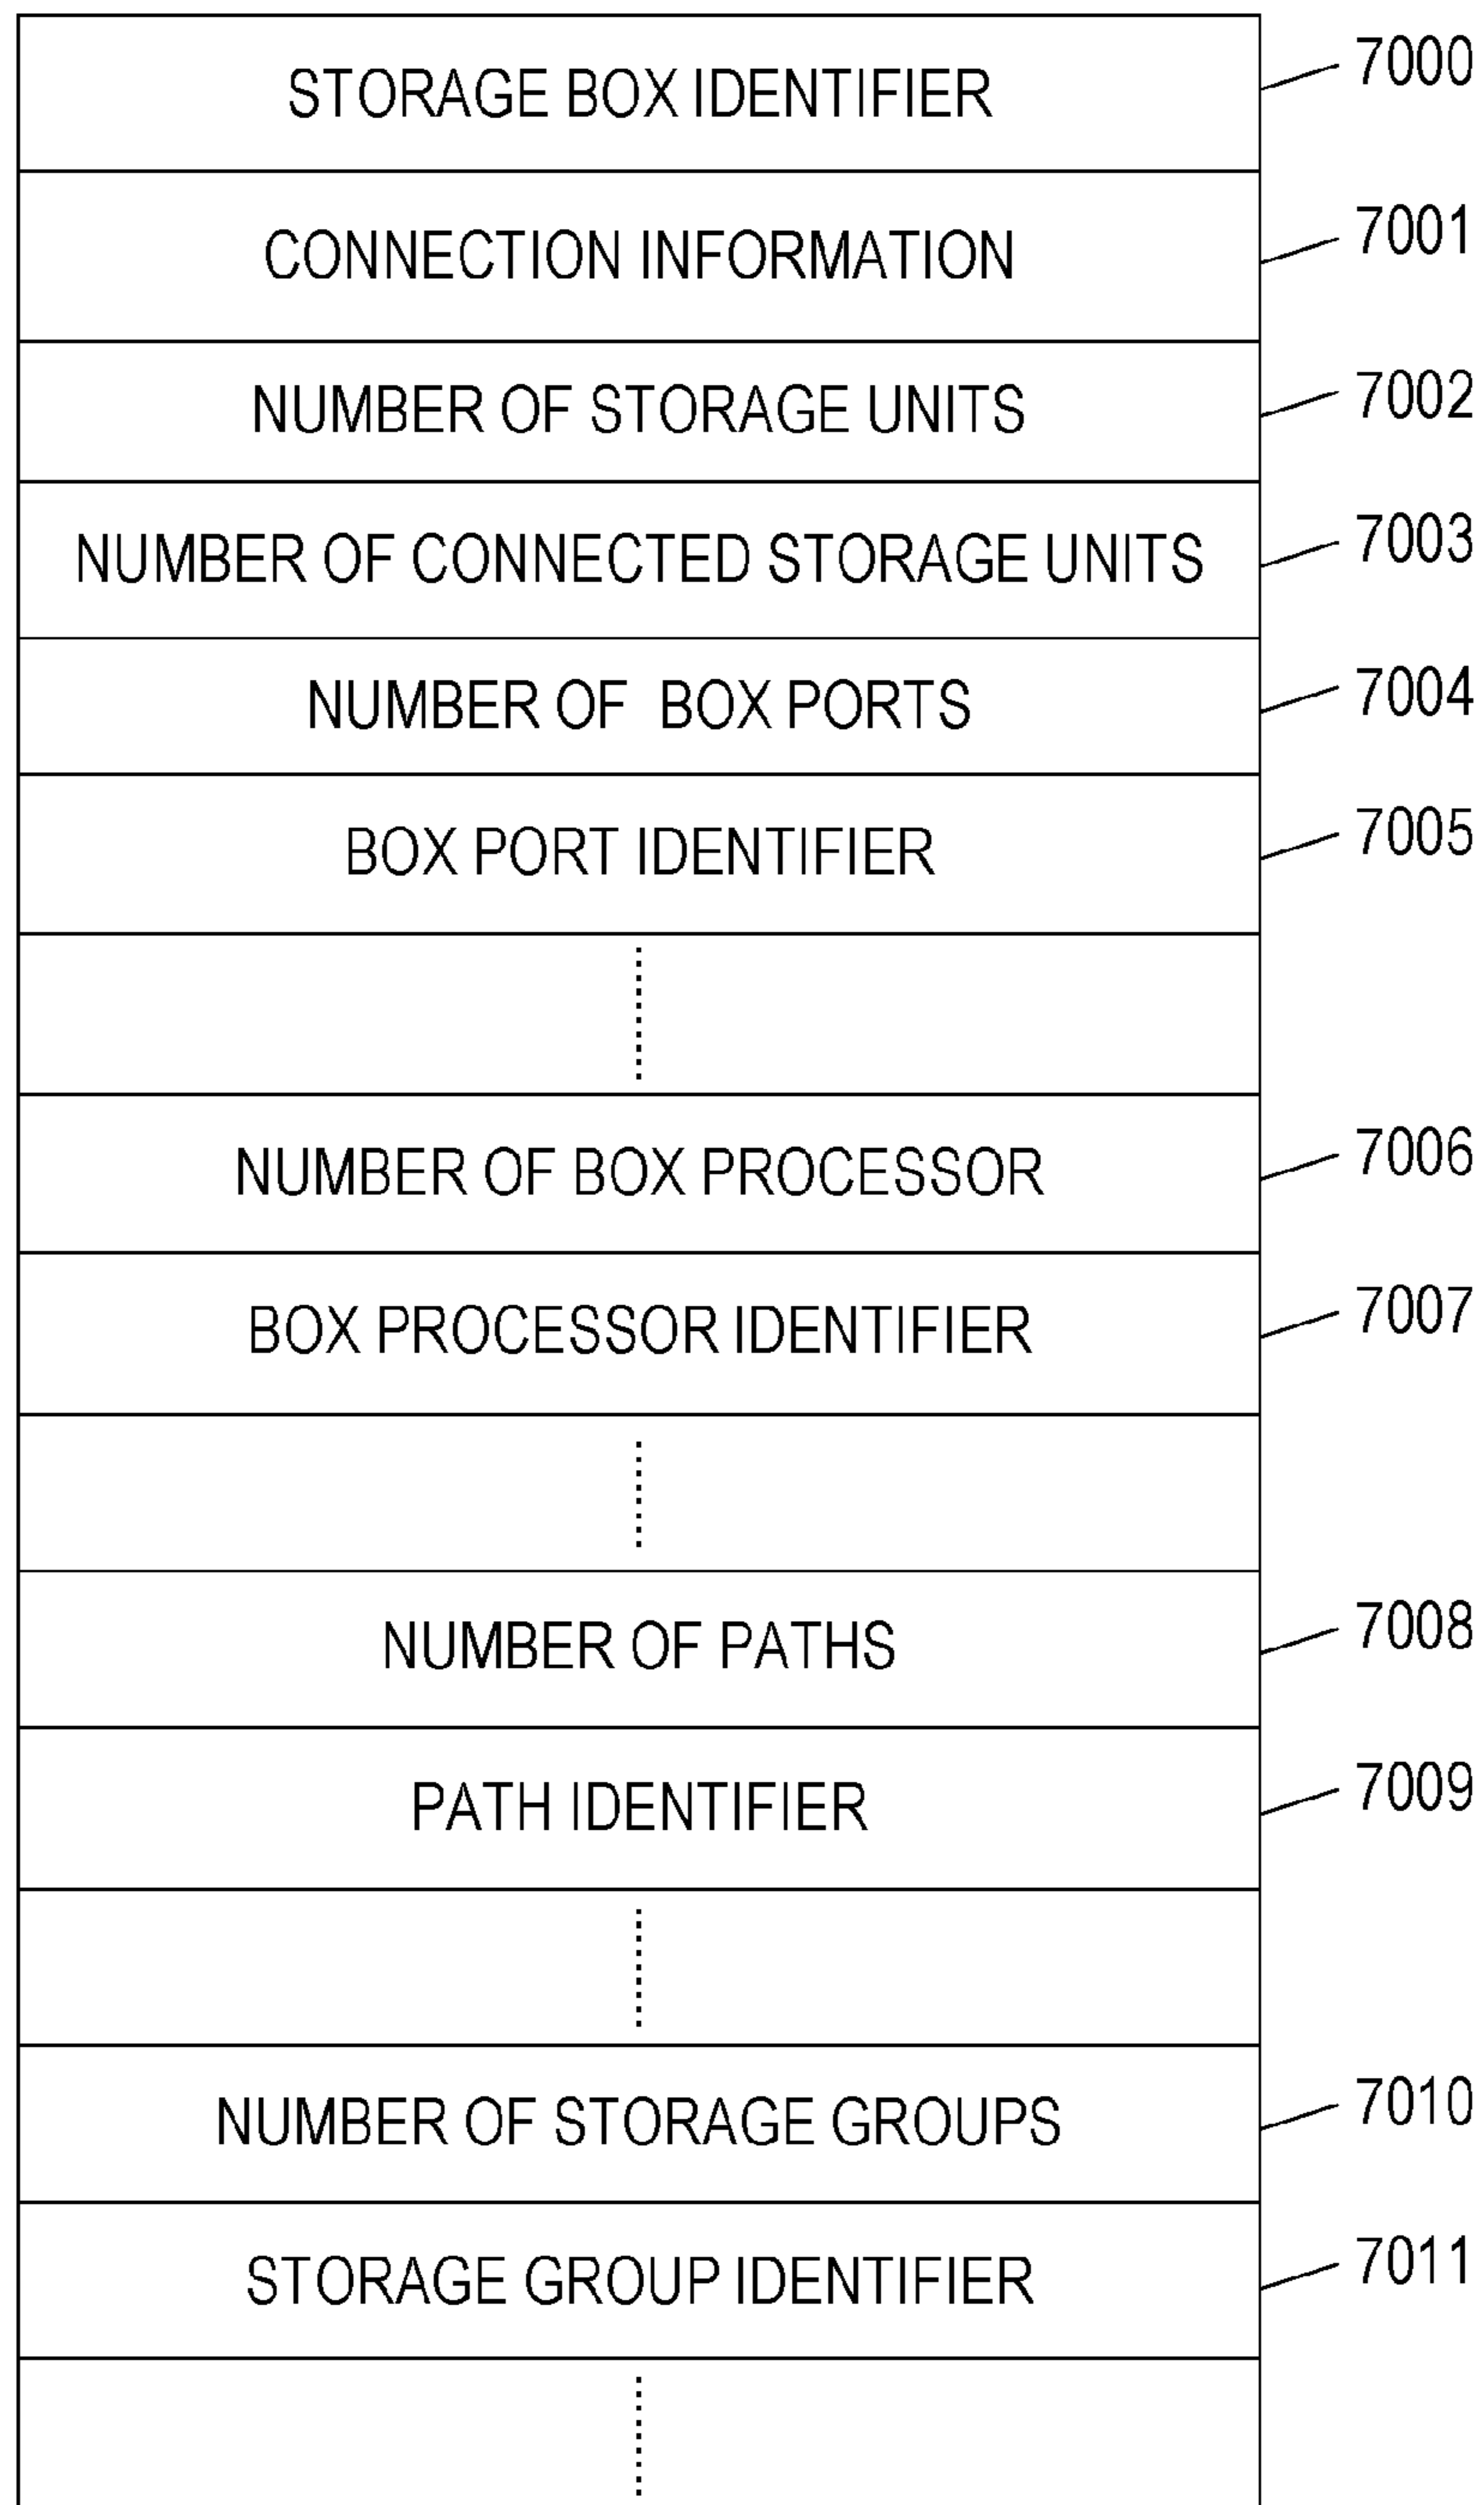 STORAGE BOX IDENTIFIER 7000
CONNECTION INFORMATION 7001
NUMBER OF STORAGE UNITS 7002
NUMBER OF CONNECTED STORAGE UNITS 7003
NUMBER OF BOX PORTS 7004
BOX PORT IDENTIFIER 7005
NUMBER OF BOX PROCESSOR 7006
BOX PROCESSOR IDENTIFIER 7007
NUMBER OF PATHS 7008
PATH IDENTIFIER 7009
NUMBER OF STORAGE GROUPS 7010
STORAGE GROUP IDENTIFIER 7011